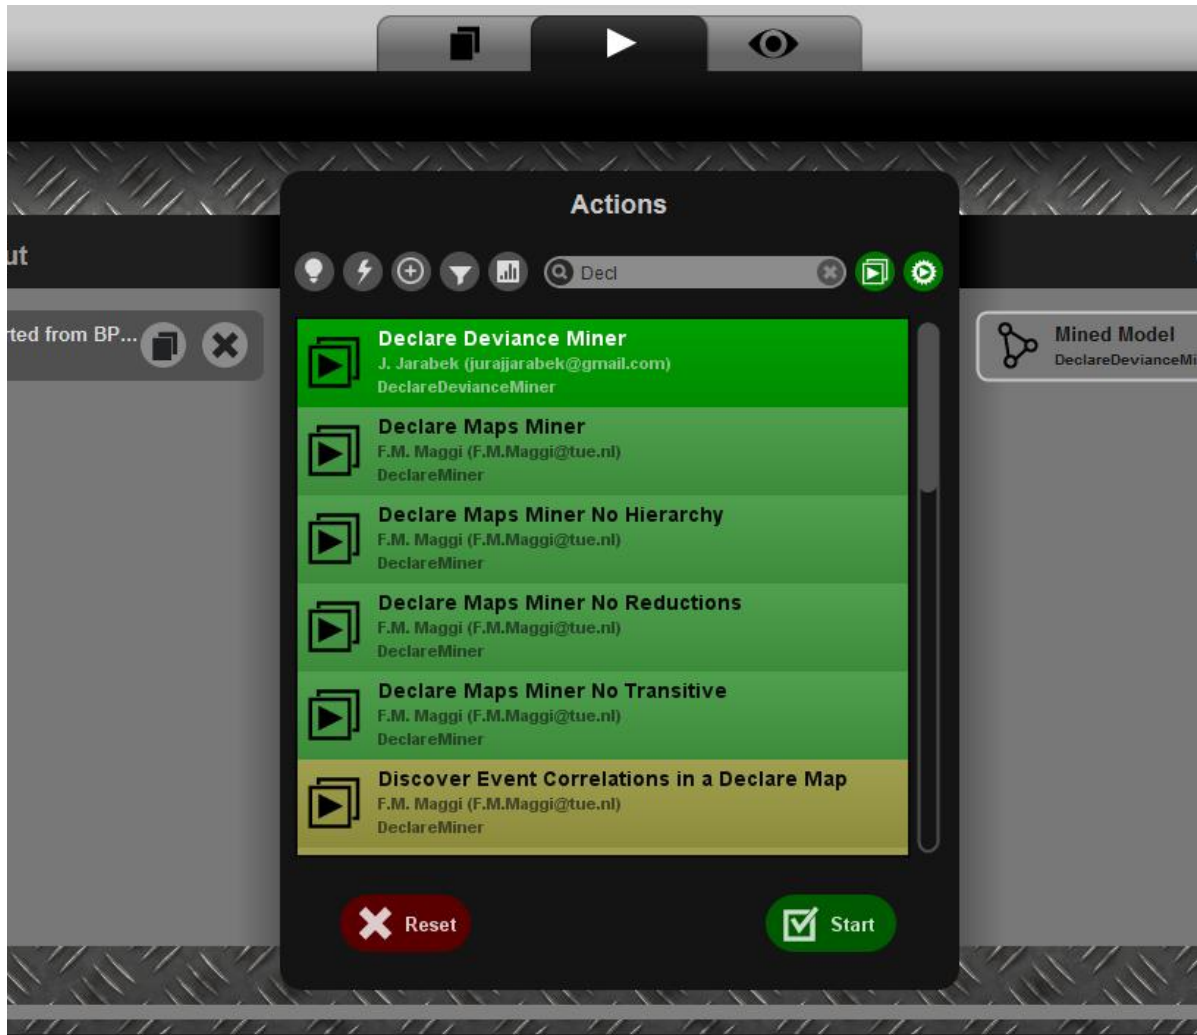 Actions
ut
Decl
rted from BP...
Declare Deviance Miner
J. Jarabek (jurajjarabek@gmail.com)
DeclareDevianceMiner
Declare Maps Miner
F.M. Maggi (F.M.Maggi@tue.nl)
DeclareMiner
Declare Maps Miner No Hierarchy
F.M. Maggi (F.M.Maggi@tue.nl)
DeclareMiner
Declare Maps Miner No Reductions
F.M. Maggi (F.M.Maggi@tue.nl)
DeclareMiner
Declare Maps Miner No Transitive
F.M. Maggi (F.M.Maggi@tue.nl)
DeclareMiner
Discover Event Correlations in a Declare Map
F.M. Maggi (F.M.Maggi@tue.nl)
DeclareMiner
Mined Model
DeclareDevianceMi
Reset
Start